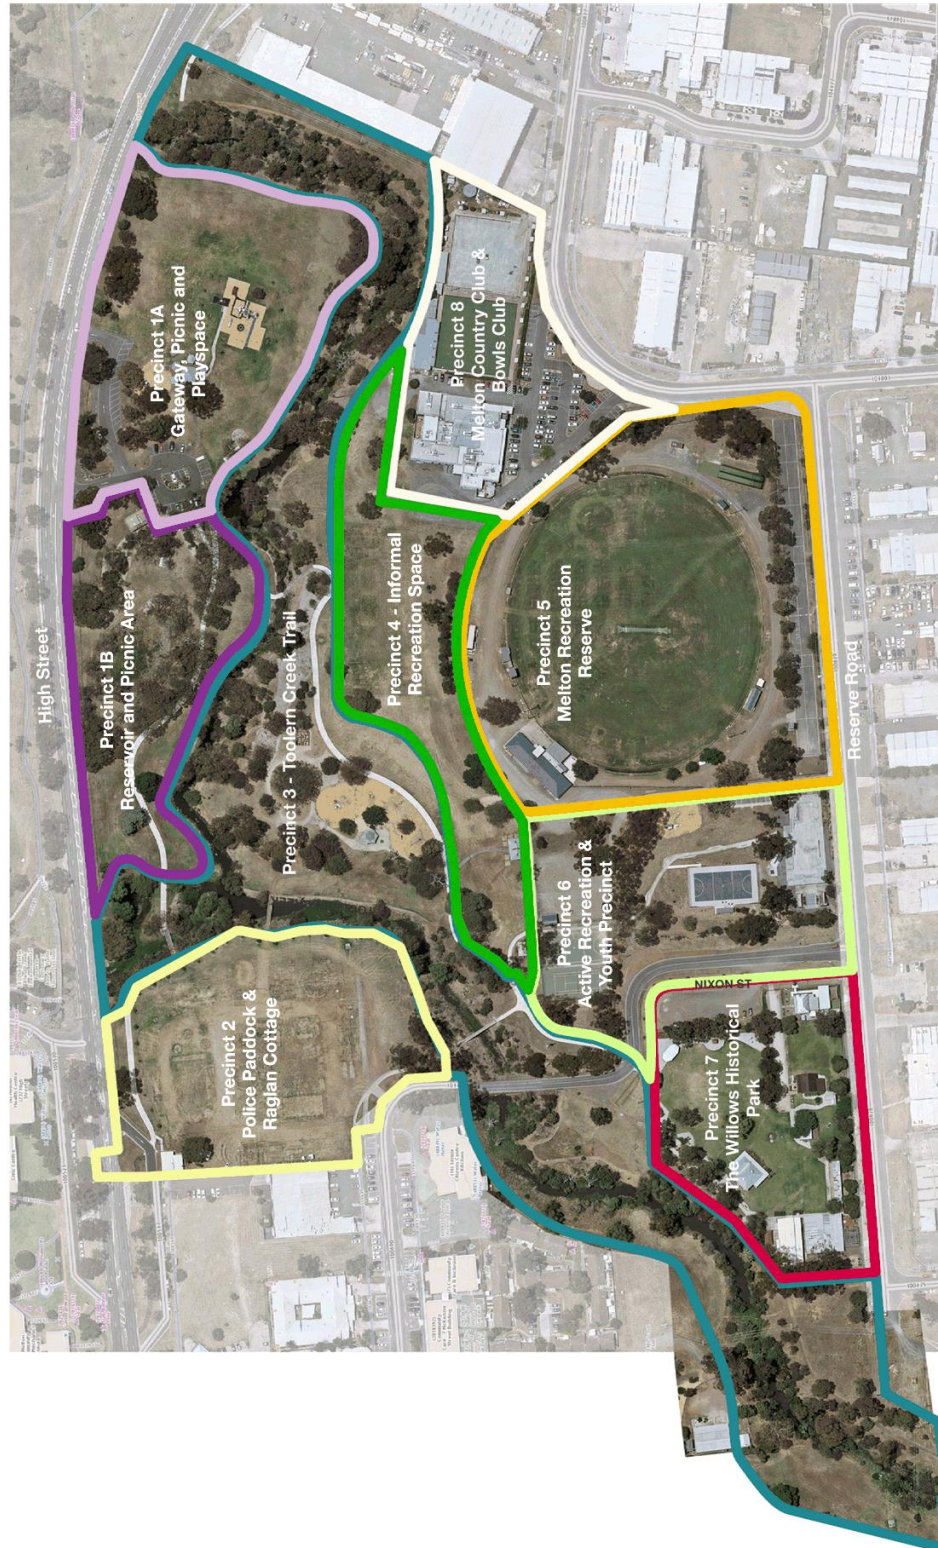 High Street
Precinct 1A
Gateway, Picnic and
Playspace
Precinct 1B
Reservoir and Picnic Area
Precinct 2
Police Paddock &
Raglan Cottage
Precinct 3 - Toolern Creek Trail
Precinct 4 - Informal
Recreation Space
Precinct 8
Melton Country Club &
Bowls Club
Precinct 5
Melton Recreation
Reserve
Precinct 6
Active Recreation &
Youth Precinct
NIXON ST
Precinct 7
The Willows Historical
Park
Reserve Road